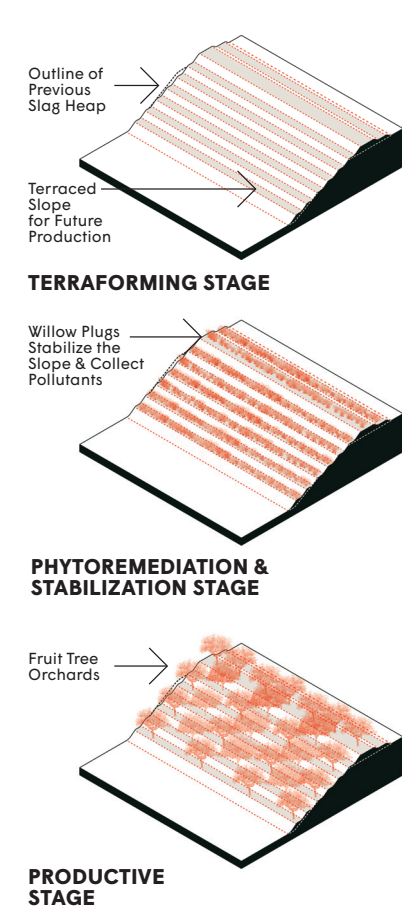 Outline of
Previous
Slag Heap
Terraced
Slope
for Future
Production
TERRAFORMING STAGE
Willow Plugs
Stabilize the
Slope & Collect
Pollutants
PHYTOREMEDIATION &
STABILIZATION STAGE
Fruit Tree
Orchards
PRODUCTIVE
STAGE